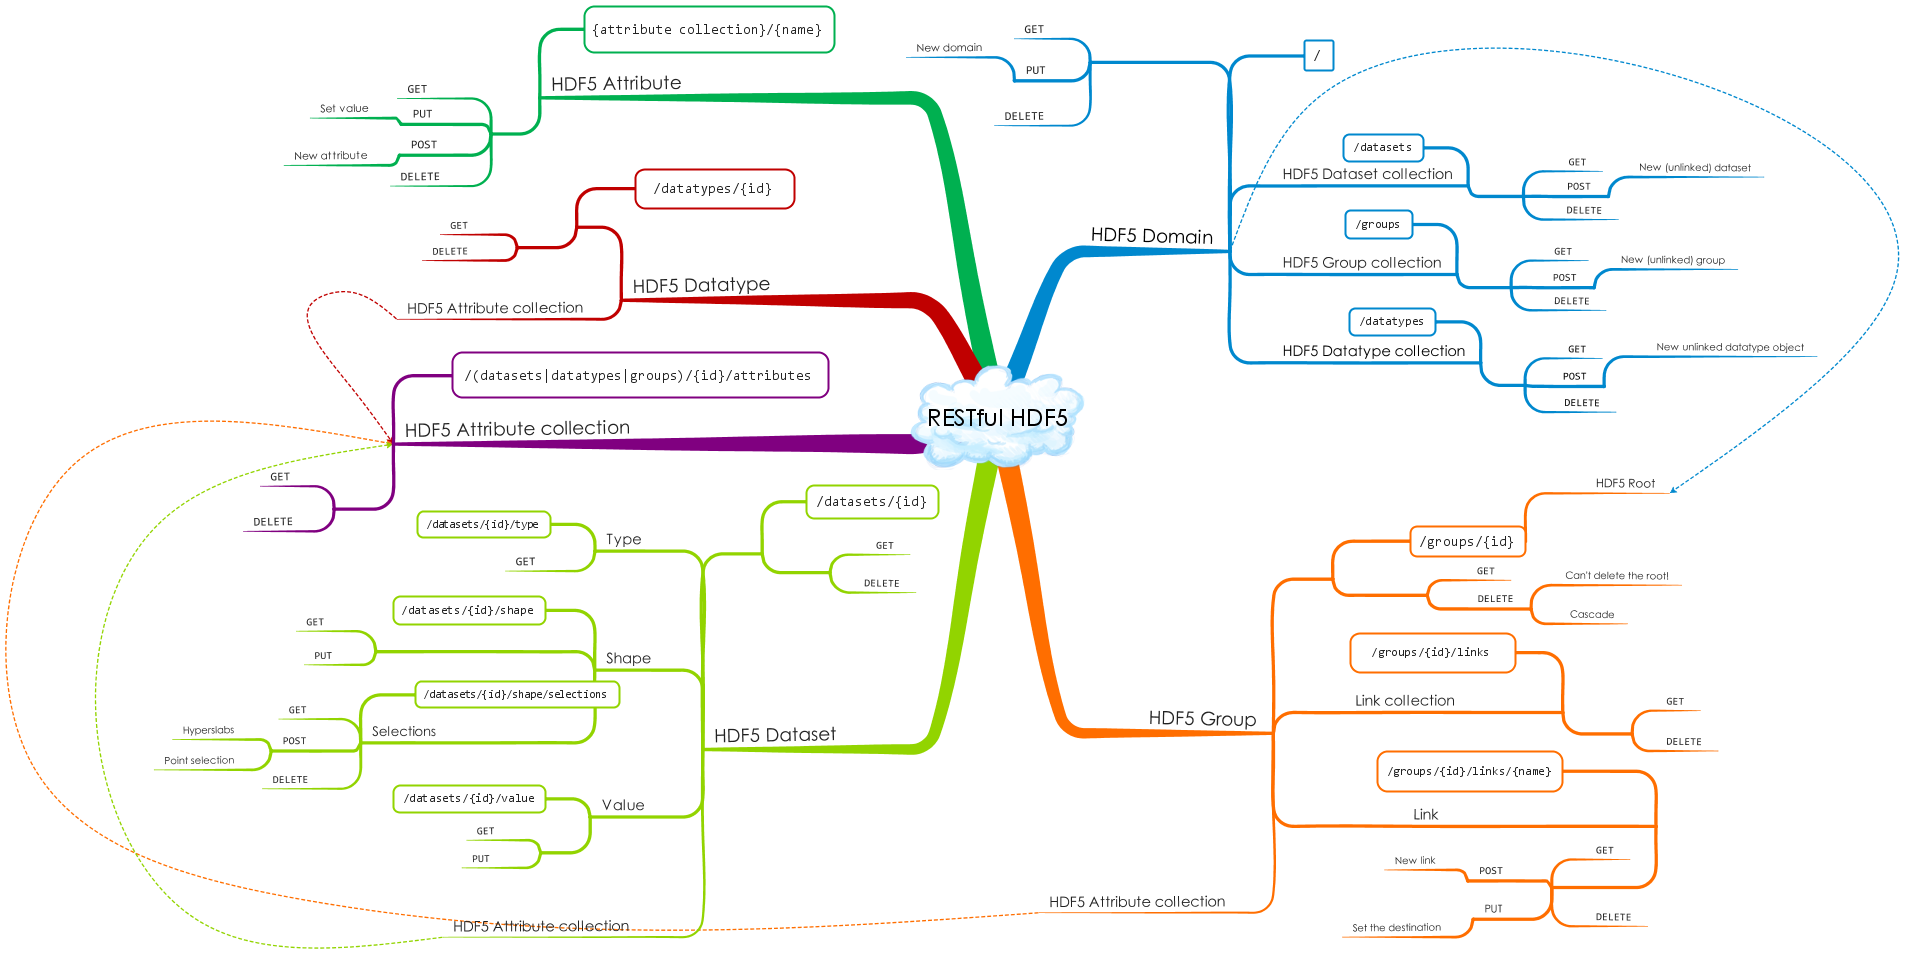 RESTful HDF5
HDF5 Attribute
{attribute collection}/{name}
GET
Set value
PUT
New attribute
POST
DELETE
HDF5 Datatype
/datatypes/{id}
GET
DELETE
HDF5 Attribute collection
HDF5 Attribute collection
/(datasets|datatypes|groups)/{id}/attributes
GET
DELETE
HDF5 Dataset
/datasets/{id}
GET
DELETE
Type
/datasets/{id}/type
GET
Shape
/datasets/{id}/shape
GET
PUT
Selections
/datasets/{id}/shape/selections
GET
POST
Hyperslabs
Point selection
DELETE
Value
/datasets/{id}/value
GET
PUT
HDF5 Attribute collection
HDF5 Domain
/
GET
New domain
PUT
DELETE
HDF5 Dataset collection
/datasets
GET
POST
New (unlinked) dataset
DELETE
HDF5 Group collection
/groups
GET
POST
New (unlinked) group
DELETE
HDF5 Datatype collection
/datatypes
GET
POST
New unlinked datatype object
DELETE
HDF5 Group
/groups/{id}
HDF5 Root
GET
DELETE
Can't delete the root!
Cascade
Link collection
/groups/{id}/links
GET
DELETE
Link
/groups/{id}/links/{name}
GET
New link
POST
PUT
Set the destination
DELETE
HDF5 Attribute collection